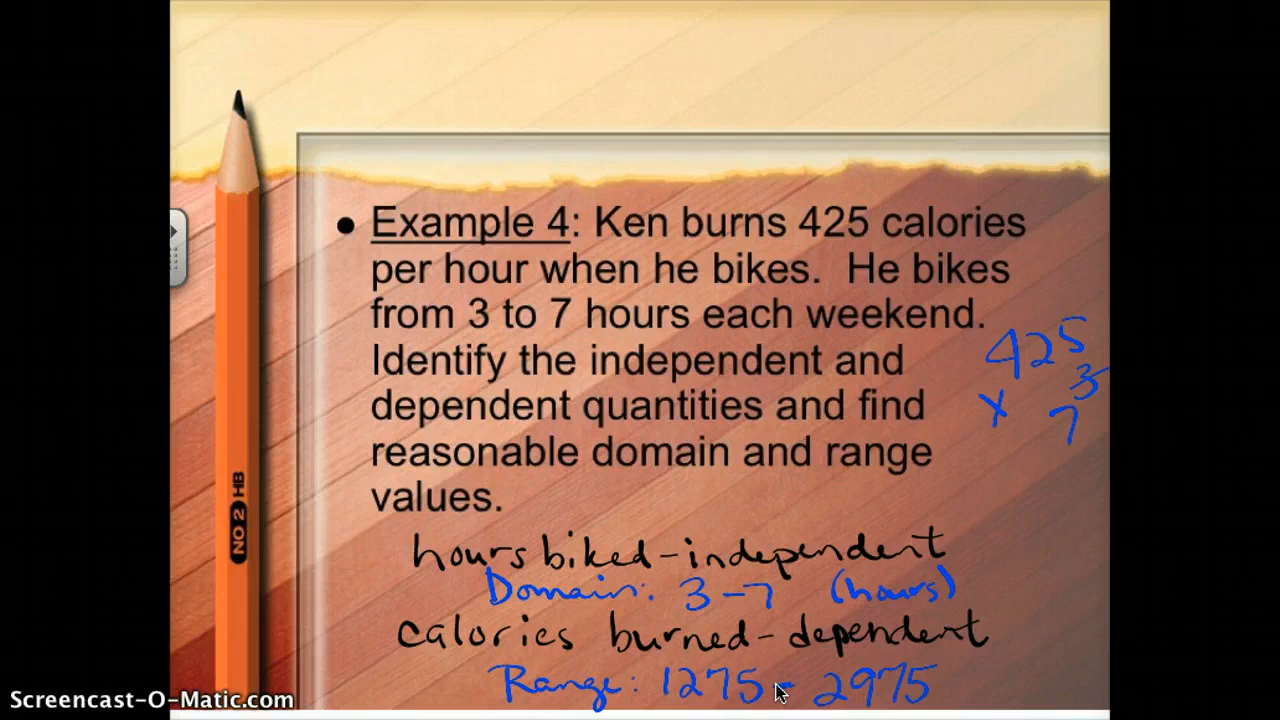 • Example 4: Ken burns 425 calories
per hour when he bikes. He bikes
from 3 to 7 hours each weekend.
Identify the independent and
dependent quantities and find
reasonable domain and range
values.
425
3
x 7
hours biked-independent
Domain: 3-7 (hours)
calories burned-dependent
Range: 1275 - 2975
NO 2 HB
Screencast-O-Matic.com